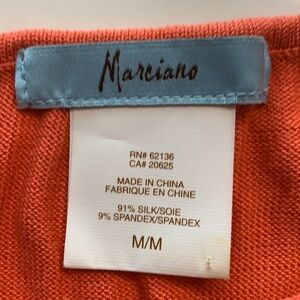 Marciano
RN# 62136
CA# 20625
MADE IN CHINA
FABRIQUE EN CHINE
91% SILK/SOIE
9% SPANDEX/SPANDEX
M/M